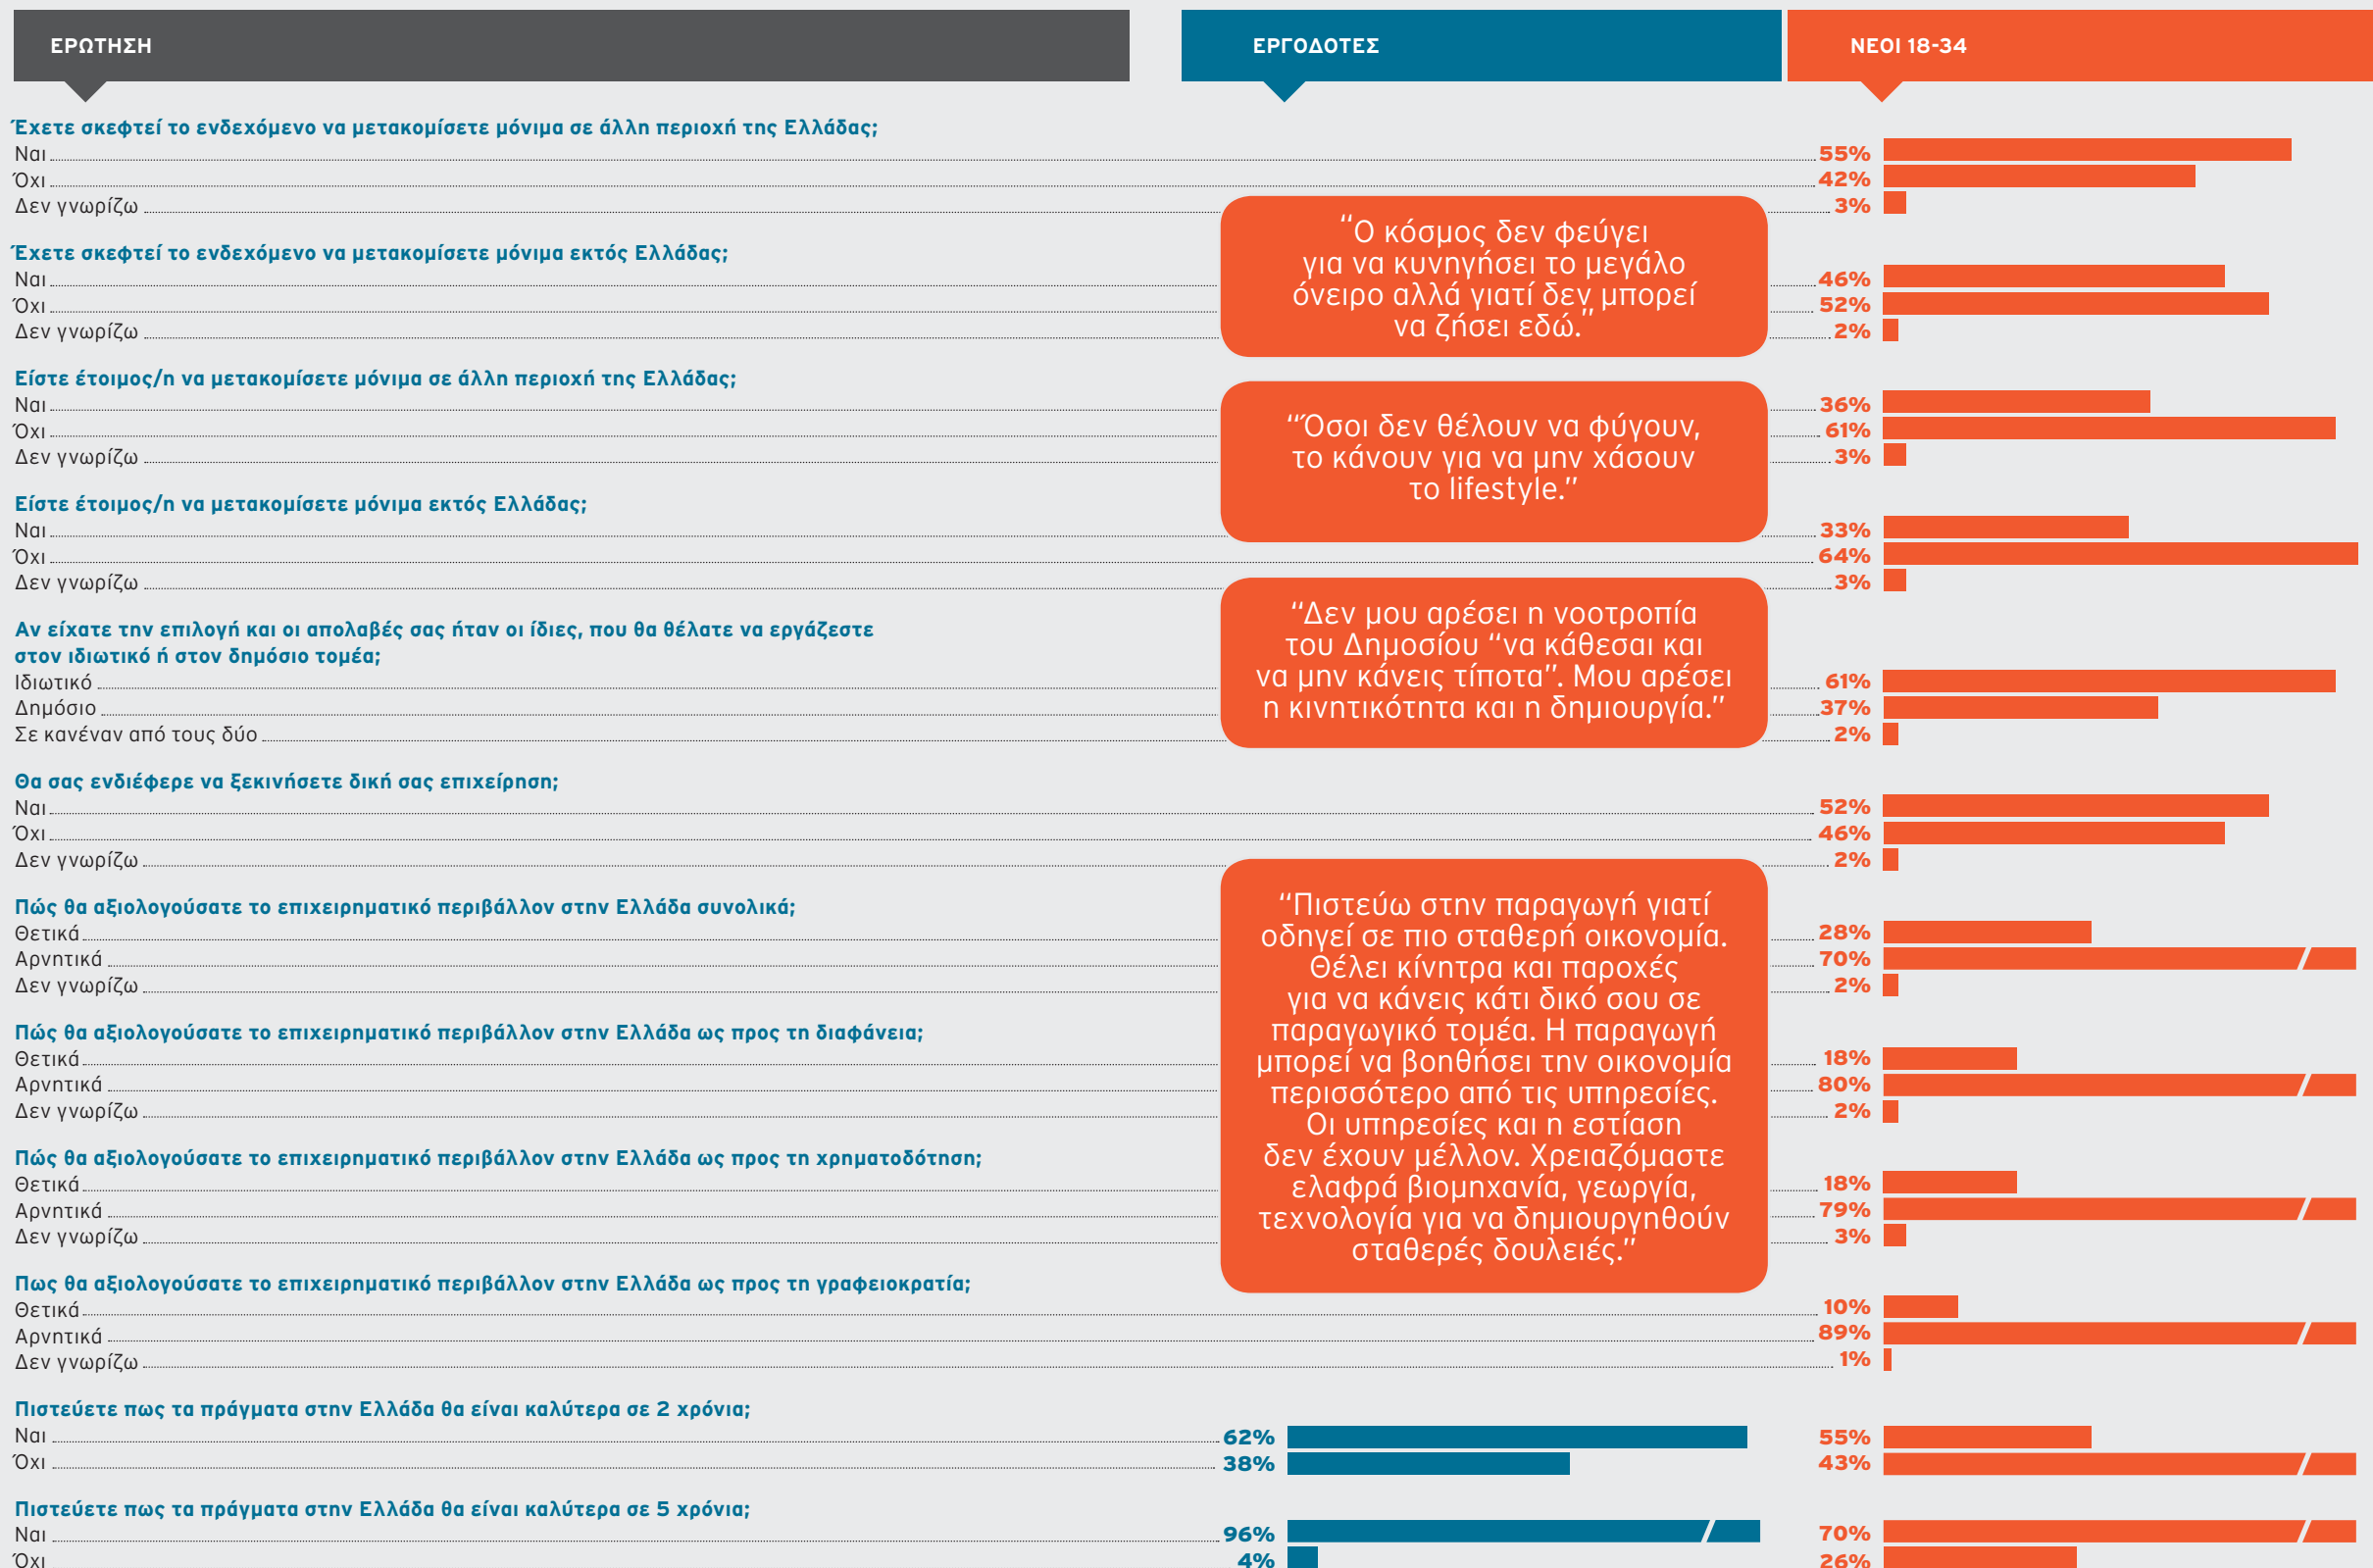 ΕΡΩΤΗΣΗ
ΕΡΓΟΔΟΤΕΣ
ΝΕΟΙ 18-34
Έχετε σκεφτεί το ενδεχόμενο να μετακομίσετε μόνιμα σε άλλη περιοχή της Ελλάδας;
Ναι 55%
Όχι 42%
Δεν γνωρίζω 3%
Έχετε σκεφτεί το ενδεχόμενο να μετακομίσετε μόνιμα εκτός Ελλάδας;
Ναι 46%
Όχι 52%
Δεν γνωρίζω 2%
“Ο κόσμος δεν φεύγει
για να κυνηγήσει το μεγάλο
όνειρο αλλά γιατί δεν μπορεί
να ζήσει εδώ.”
Είστε έτοιμος/η να μετακομίσετε μόνιμα σε άλλη περιοχή της Ελλάδας;
Ναι 36%
Όχι 61%
Δεν γνωρίζω 3%
“Όσοι δεν θέλουν να φύγουν,
το κάνουν για να μην χάσουν
το lifestyle.”
Είστε έτοιμος/η να μετακομίσετε μόνιμα εκτός Ελλάδας;
Ναι 33%
Όχι 64%
Δεν γνωρίζω 3%
Αν είχατε την επιλογή και οι απολαβές σας ήταν οι ίδιες, που θα θέλατε να εργάζεστε
στον ιδιωτικό ή στον δημόσιο τομέα;
Ιδιωτικό 61%
Δημόσιο 37%
Σε κανέναν από τους δύο 2%
“Δεν μου αρέσει η νοοτροπία
του Δημοσίου “να κάθεσαι και
να μην κάνεις τίποτα”. Μου αρέσει
η κινητικότητα και η δημιουργία.”
Θα σας ενδιέφερε να ξεκινήσετε δική σας επιχείρηση;
Ναι 52%
Όχι 46%
Δεν γνωρίζω 2%
Πώς θα αξιολογούσατε το επιχειρηματικό περιβάλλον στην Ελλάδα συνολικά;
Θετικά 28%
Αρνητικά 70%
Δεν γνωρίζω 2%
Πώς θα αξιολογούσατε το επιχειρηματικό περιβάλλον στην Ελλάδα ως προς τη διαφάνεια;
Θετικά 18%
Αρνητικά 80%
Δεν γνωρίζω 2%
Πώς θα αξιολογούσατε το επιχειρηματικό περιβάλλον στην Ελλάδα ως προς τη χρηματοδότηση;
Θετικά 18%
Αρνητικά 79%
Δεν γνωρίζω 3%
“Πιστεύω στην παραγωγή γιατί
οδηγεί σε πιο σταθερή οικονομία.
Θέλει κίνητρα και παροχές
για να κάνεις κάτι δικό σου σε
παραγωγικό τομέα. Η παραγωγή
μπορεί να βοηθήσει την οικονομία
περισσότερο από τις υπηρεσίες.
Οι υπηρεσίες και η εστίαση
δεν έχουν μέλλον. Χρειαζόμαστε
ελαφρά βιομηχανία, γεωργία,
τεχνολογία για να δημιουργηθούν
σταθερές δουλειές.”
Πως θα αξιολογούσατε το επιχειρηματικό περιβάλλον στην Ελλάδα ως προς τη γραφειοκρατία;
Θετικά 10%
Αρνητικά 89%
Δεν γνωρίζω 1%
Πιστεύετε πως τα πράγματα στην Ελλάδα θα είναι καλύτερα σε 2 χρόνια;
Ναι 62% 55%
Όχι 38% 43%
Πιστεύετε πως τα πράγματα στην Ελλάδα θα είναι καλύτερα σε 5 χρόνια;
Ναι 96% 70%
Όχι 4% 26%